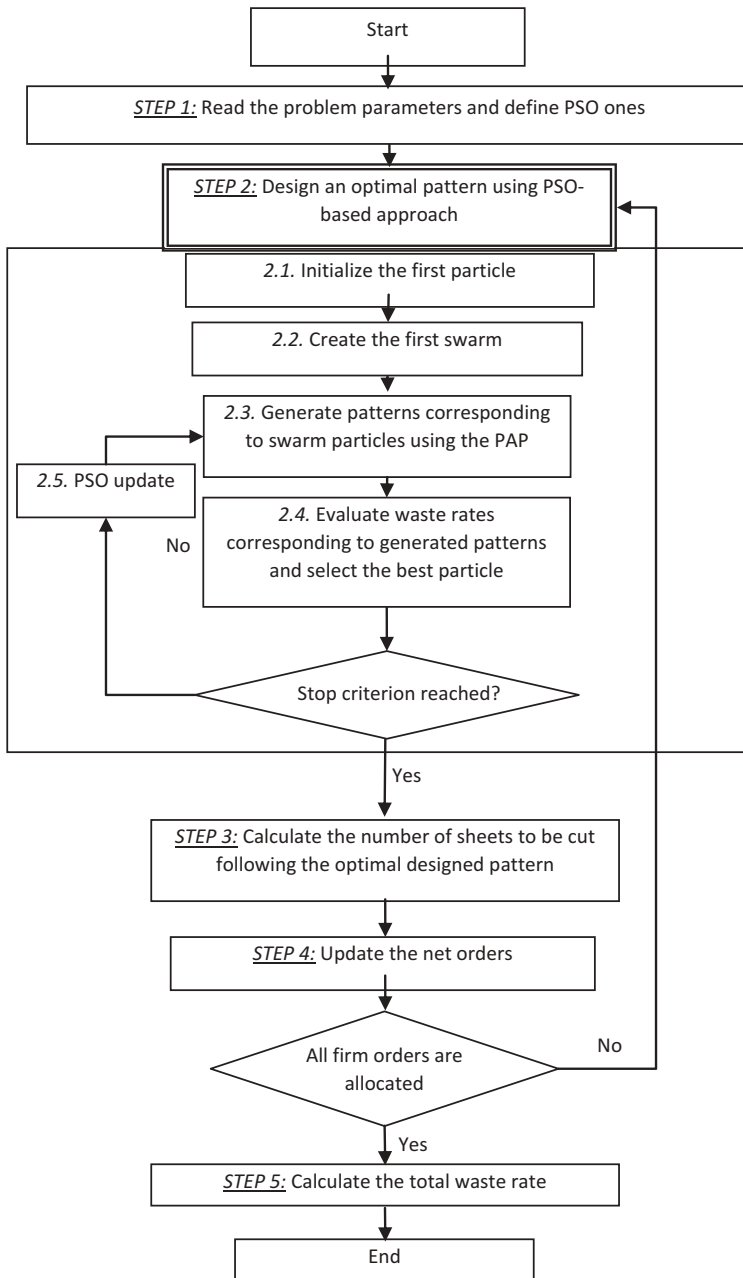 Start
STEP 1: Read the problem parameters and define PSO ones
STEP 2: Design an optimal pattern using PSO-
based approach
2.1. Initialize the first particle
2.2. Create the first swarm
2.3. Generate patterns corresponding
to swarm particles using the PAP
2.5. PSO update
2.4. Evaluate waste rates
corresponding to generated patterns
and select the best particle
No
Stop criterion reached?
Yes
STEP 3: Calculate the number of sheets to be cut
following the optimal designed pattern
STEP 4: Update the net orders
All firm orders are
allocated
No
Yes
STEP 5: Calculate the total waste rate
End